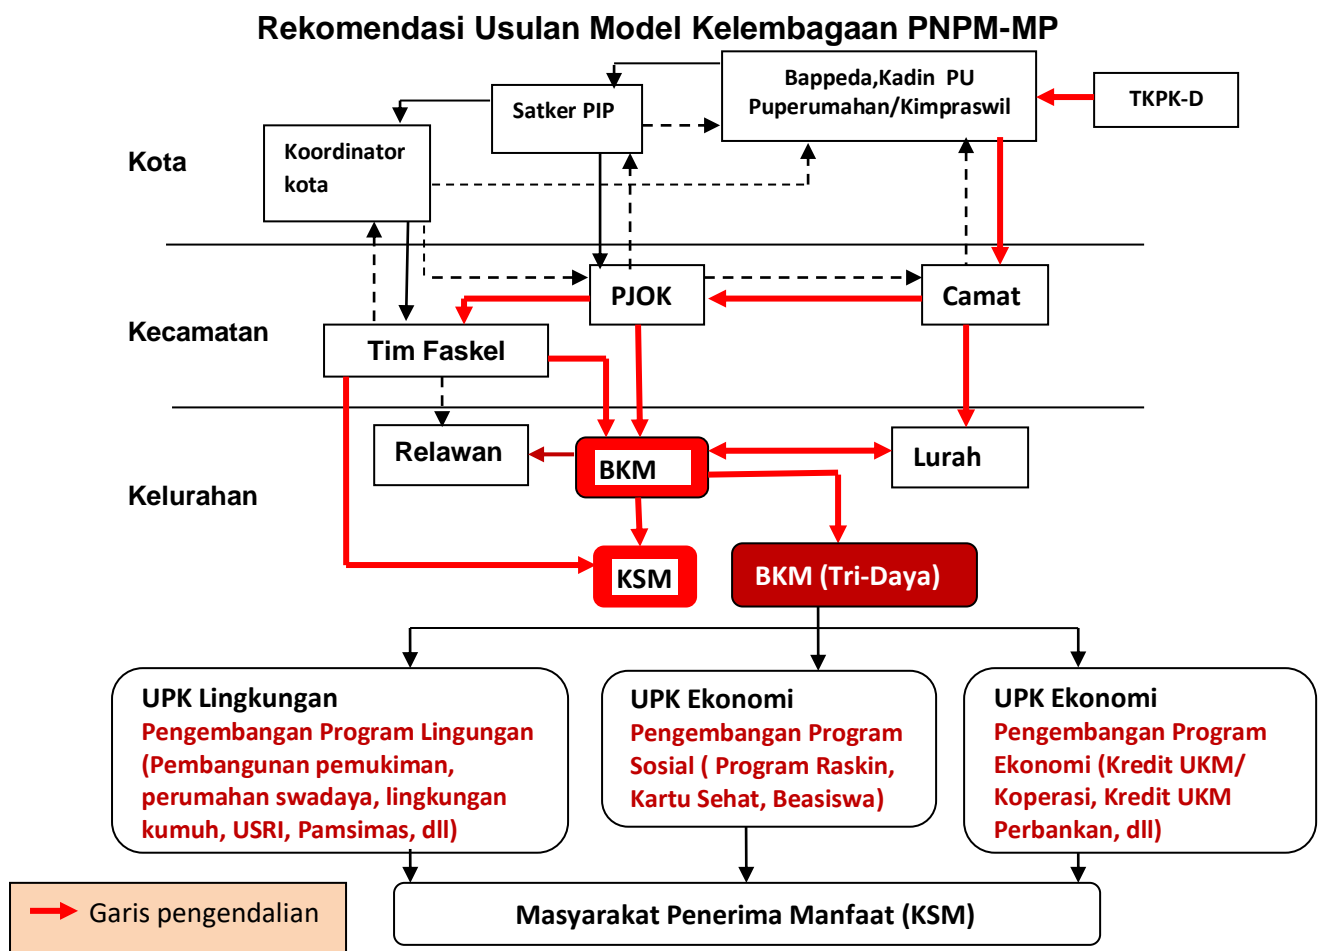 Rekomendasi Usulan Model Kelembagaan PNPM-MP
Bappeda,Kadin PU
Puperumahan/Kimpraswil
TKPK-D
Satker PIP
Koordinator
kota
Kota
PJOK
Camat
Kecamatan
Tim Faskel
Relawan
BKM
Lurah
Kelurahan
KSM
BKM (Tri-Daya)
UPK Lingkungan
Pengembangan Program Lingungan
(Pembangunan pemukiman,
perumahan swadaya, lingkungan
kumuh, USRI, Pamsimas, dll)
UPK Ekonomi
Pengembangan Program
Sosial ( Program Raskin,
Kartu Sehat, Beasiswa)
UPK Ekonomi
Pengembangan Program
Ekonomi (Kredit UKM/
Koperasi, Kredit UKM
Perbankan, dll)
Garis pengendalian
Masyarakat Penerima Manfaat (KSM)